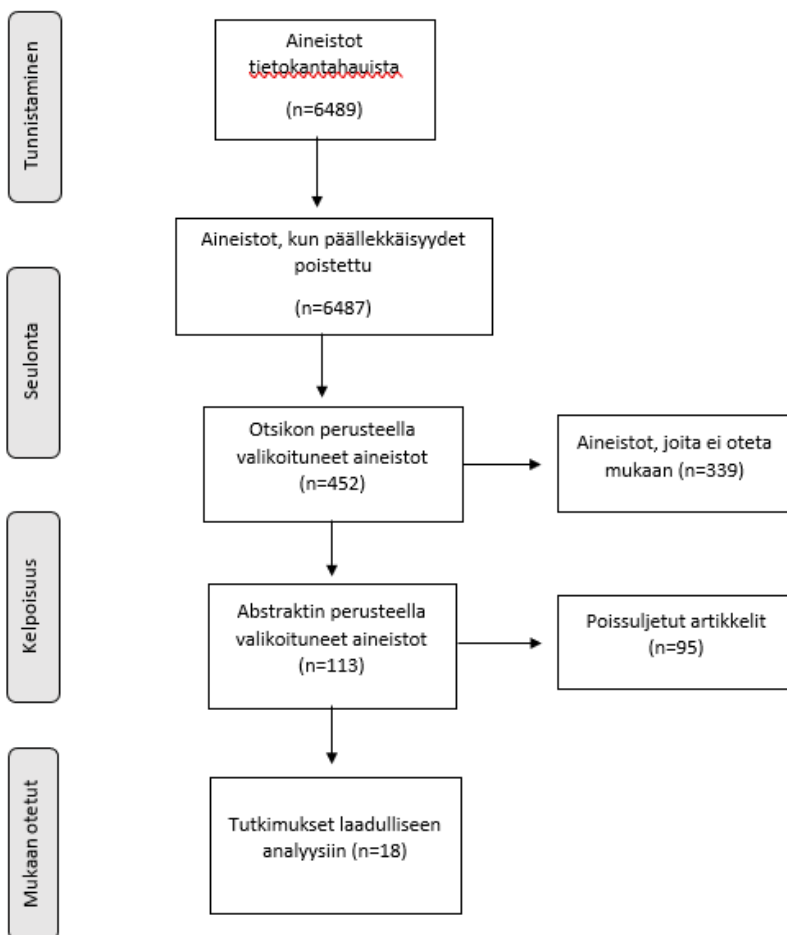 Tunnistaminen
Aineistot
tietokantahauista
(n=6489)
Aineistot, kun päällekkäisyydet
poistettu
(n=6487)
Seulonta
Otsikon perusteella
valikoituneet aineistot
(n=452)
Aineistot, joita ei oteta
mukaan (n=339)
Kelpoisuus
Abstraktin perusteella
valikoituneet aineistot
(n=113)
Poissuljetut artikkelit
(n=95)
Mukaan otetut
Tutkimukset laadulliseen
analyysiin (n=18)